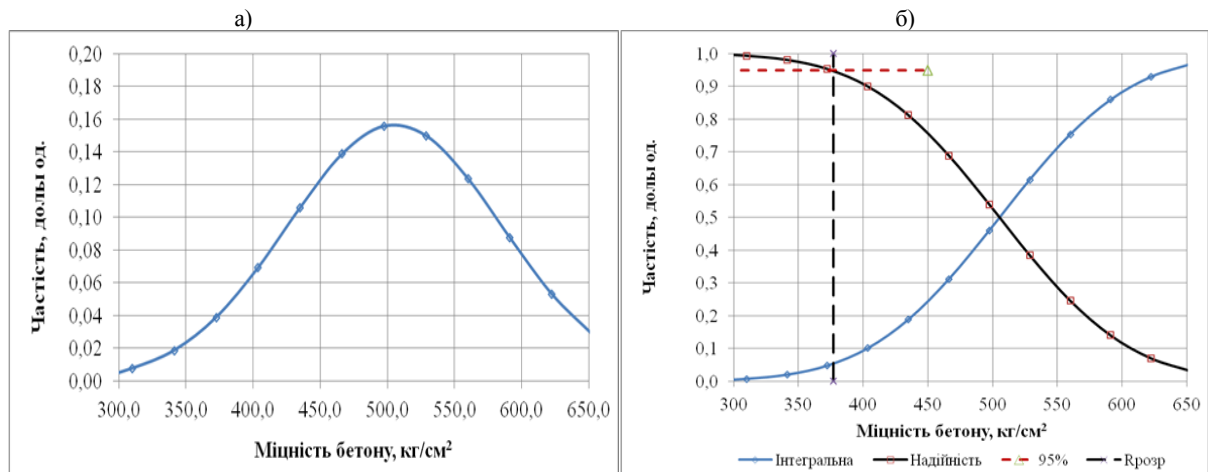 а)
б)
0,20
0,18
0,16
0,14
0,12
0,10
0,08
0,06
0,04
0,02
0,00
Частість, долы од.
300,0 350,0 400,0 450,0 500,0 550,0 600,0 650,0
Міцність бетону, кг/см²
1,0
0,9
0,8
0,7
0,6
0,5
0,4
0,3
0,2
0,1
0,0
Частість, долы од.
300 350 400 450 500 550 600 650
Міцність бетону, кг/см²
Інтегральна Надійність 95% Rрозр